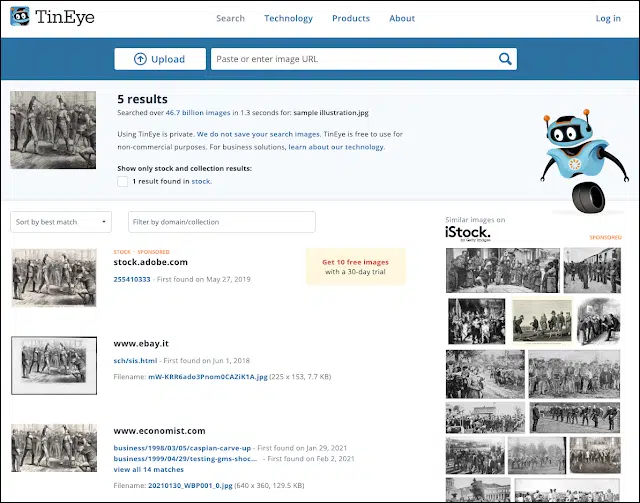 TinEye
Search Technology Products About Log in
Upload Paste or enter image URL
5 results
Searched over 46.7 billion images in 1.3 seconds for: sample illustration.jpg
Using TinEye is private. We do not save your search images. TinEye is free to use for
non-commercial purposes. For business solutions, learn about our technology.
Show only stock and collection results:
1 result found in stock.
Sort by best match Filter by domain/collection
Similar images on
iStock.
by Getty Images
SPONSORED
STOCK - SPONSORED
stock.adobe.com
255410333 - First found on May 27, 2019
Get 10 free images
with a 30-day trial
www.ebay.it
sch/sis.html - First found on Jun 1, 2018
Filename: mW-KRR6ado3Pnom0CAZiK1A.jpg (225 x 153, 7.7 KB)
www.economist.com
business/1998/03/05/caspian-carve-up - First found on Jan 29, 2021
business/1999/04/29/testing-gms-shoc... - First found on Feb 2, 2021
view all 14 matches
Filename: 20210130_WBP001_0.jpg (640 x 360, 129.5 KB)